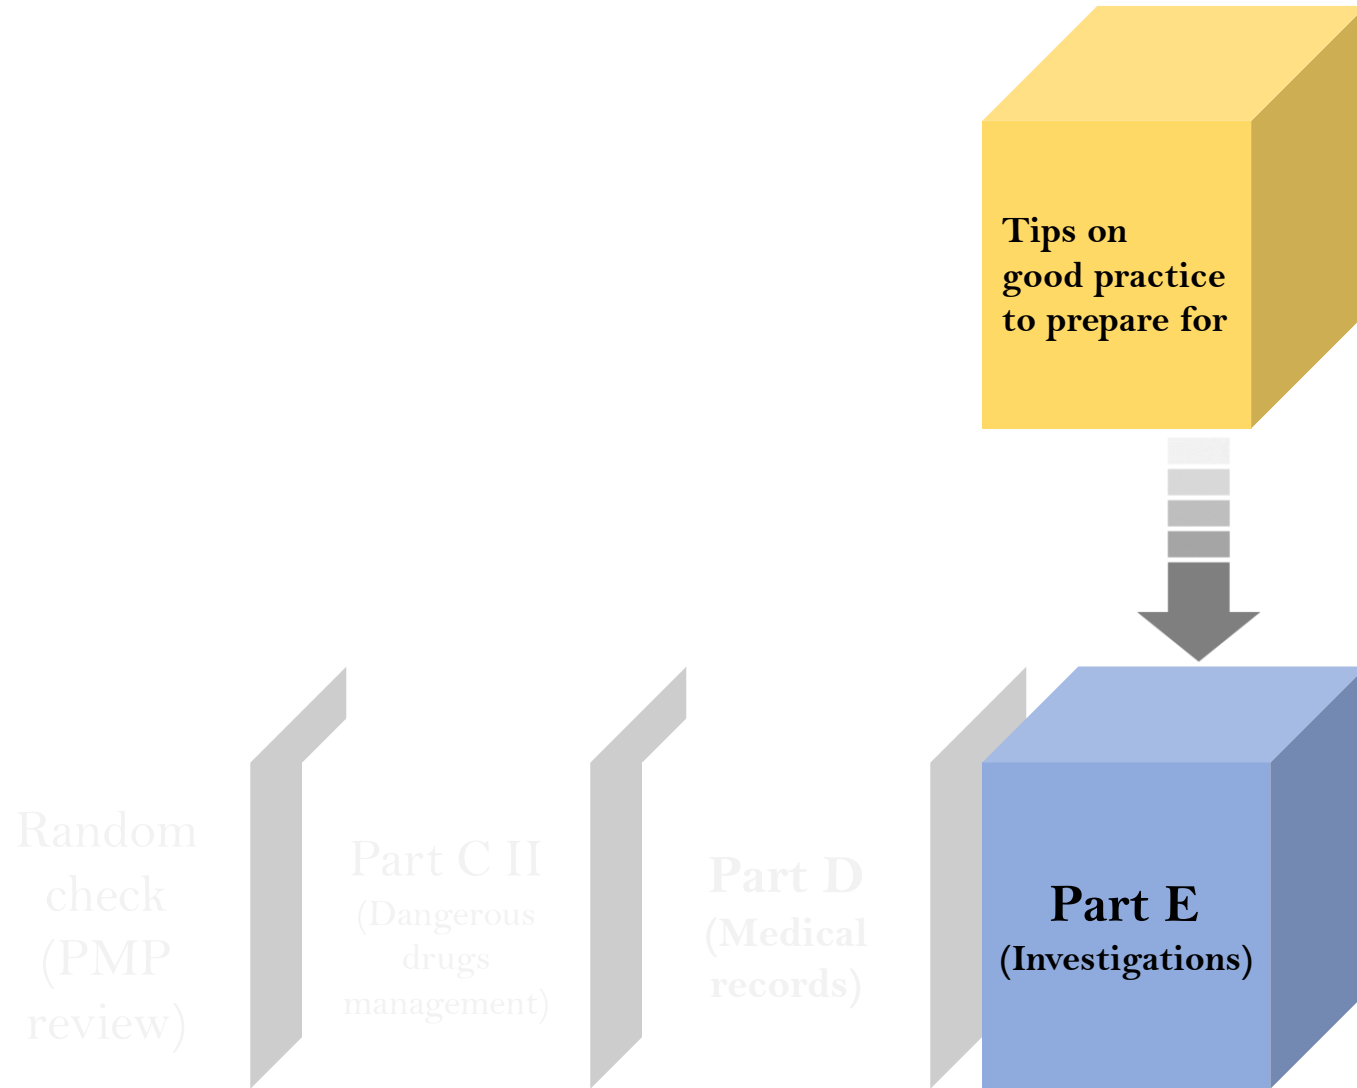 Tips on
good practice
to prepare for
Random
check
(PMP
review)
Part C II
(Dangerous
drugs
management)
Part D
(Medical
records)
Part E
(Investigations)